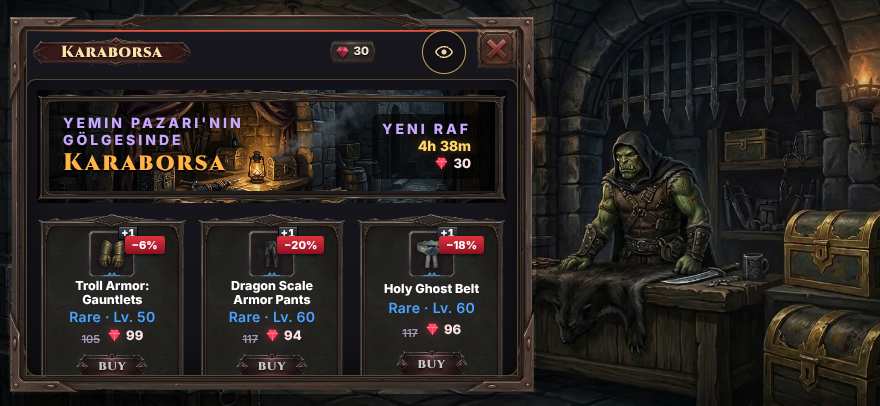 KARABORSA
30
YEMIN PAZARI'NIN
GÖLGESINDE
KARABORSA
YENI RAF
4h 38m
30
+1
-6%
Troll Armor:
Gauntlets
Rare · Lv. 50
105 99
BUY
+1
-20%
Dragon Scale
Armor Pants
Rare · Lv. 60
117 94
BUY
+1
-18%
Holy Ghost Belt
Rare · Lv. 60
117 96
BUY